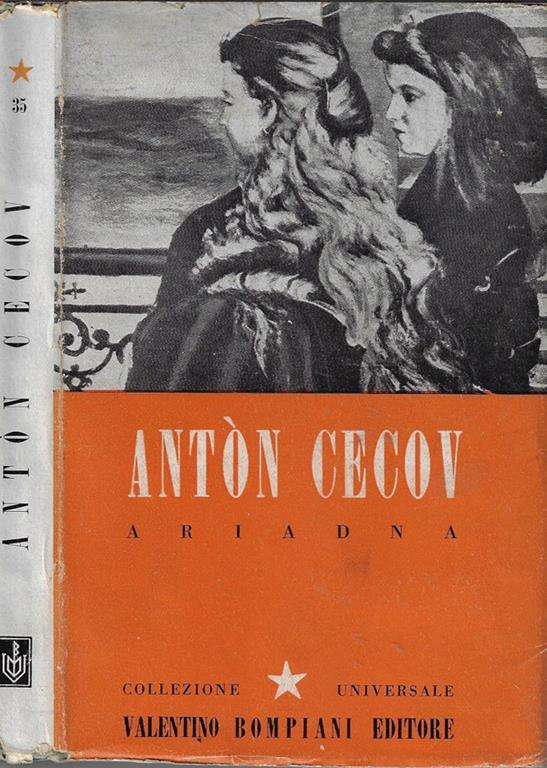 35
ANTÒN CECOV
ANTÒN CECOV
ARIADNA
COLLEZIONE UNIVERSALE
VALENTINO BOMPIANI EDITORE